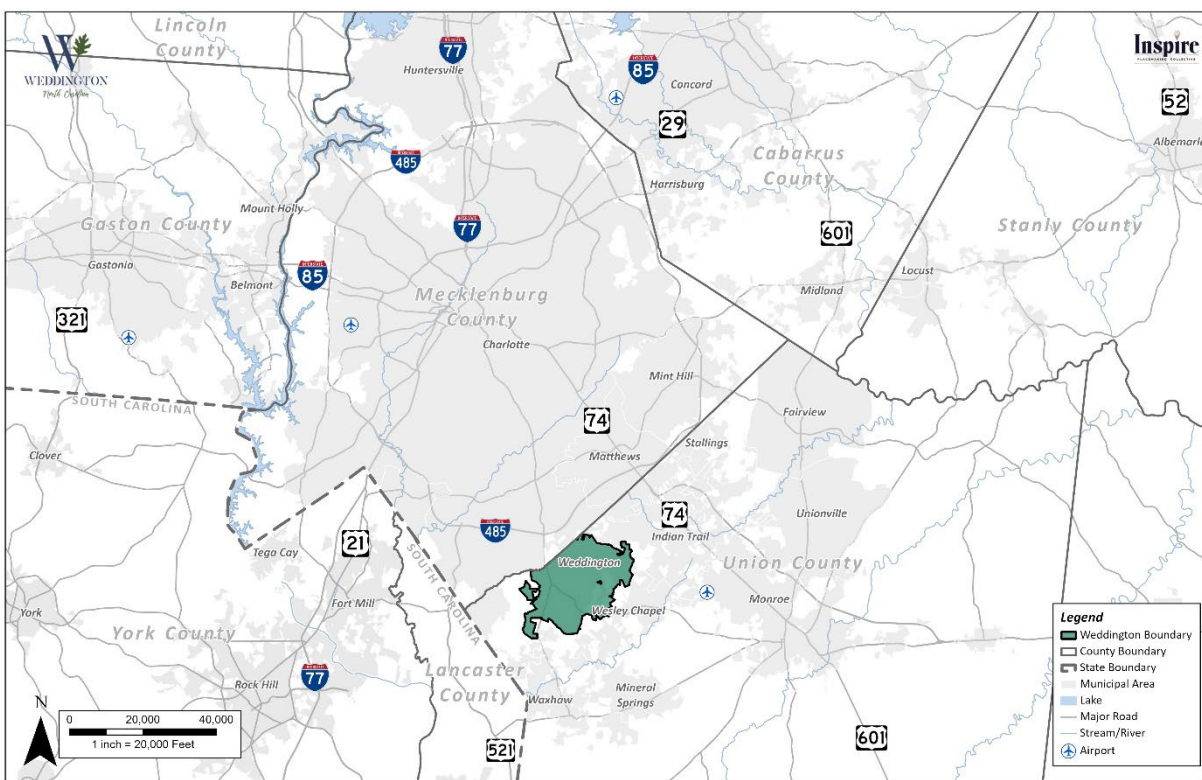 Lincoln
County
W
WEDDINGTON
North Carolina
77
Huntersville
85
Concord
Inspire
PLACEMAKING COLLECTIVE
52
29
Albemarle
485
Cabarrus
County
Harrisburg
Mount Holly
Gaston County
77
601
Stanly County
Gastonia
85
Belmont
Locust
Midland
Mecklenburg
County
321
Charlotte
Mint Hill
SOUTH CAROLINA
74
Fairview
Stallings
Clover
Matthews
74
Unionville
485
21
Indian Trail
Tega Cay
Weddington
Union County
SOUTH CAROLINA
Fort Mill
Wesley Chapel
Monroe
York
York County
Lancaster
County
Rock Hill
77
Waxhaw
Mineral
Springs
521
601
N
0 20,000 40,000
1 inch = 20,000 Feet
Legend
Weddington Boundary
County Boundary
State Boundary
Municipal Area
Lake
Major Road
Stream/River
Airport